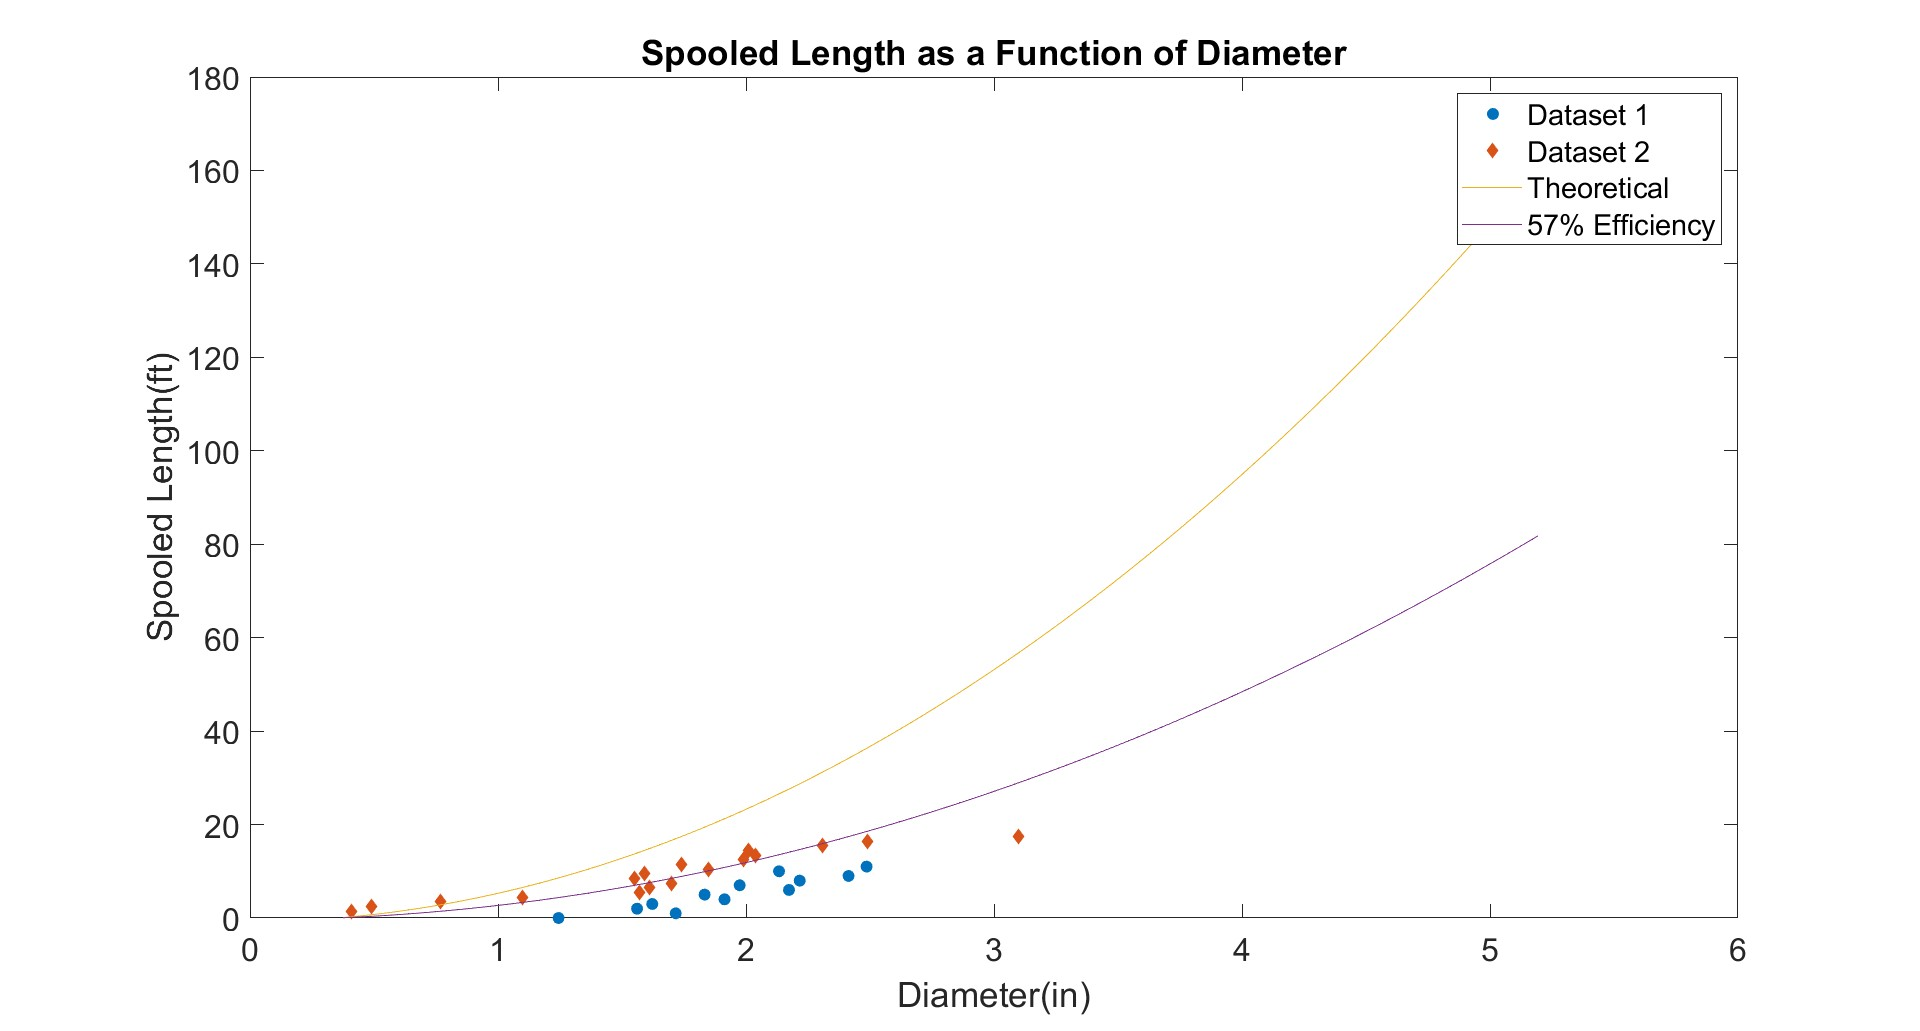 Spooled Length as a Function of Diameter
180
160
140
120
100
80
60
40
20
0
Spooled Length(ft)
0 1 2 3 4 5 6
Diameter(in)
Dataset 1
Dataset 2
Theoretical
57% Efficiency